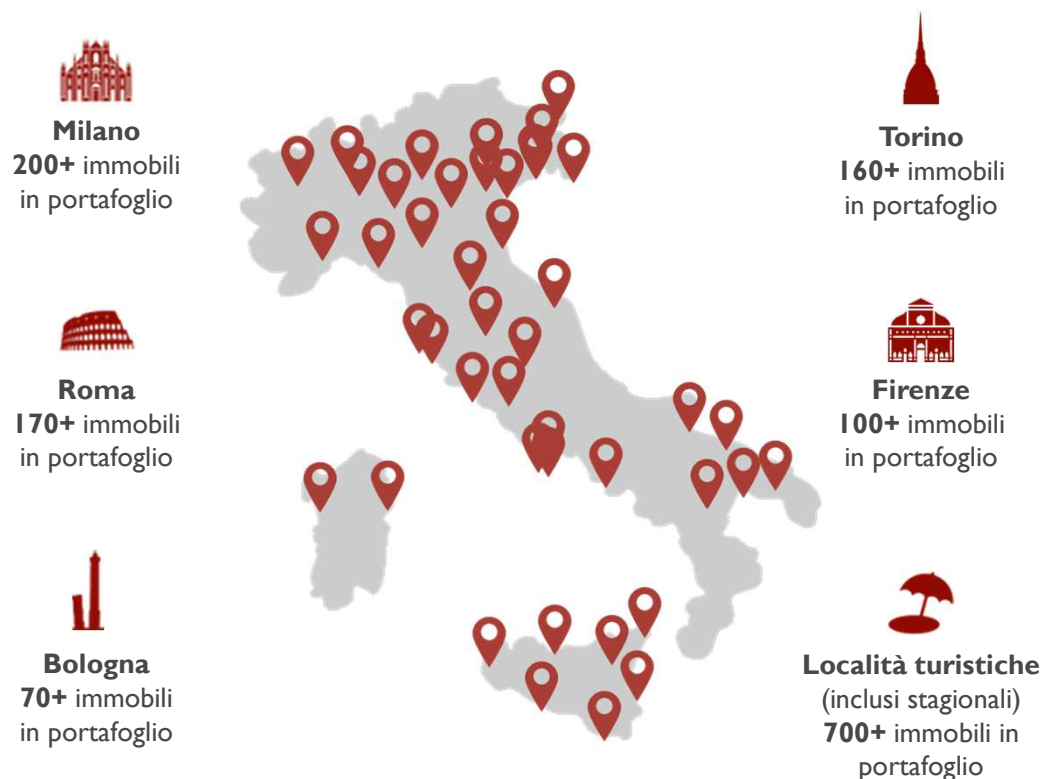 Milano
200+ immobili
in portafoglio
Torino
160+ immobili
in portafoglio
Roma
170+ immobili
in portafoglio
Firenze
100+ immobili
in portafoglio
Bologna
70+ immobili
in portafoglio
Località turistiche
(inclusi stagionali)
700+ immobili in
portafoglio